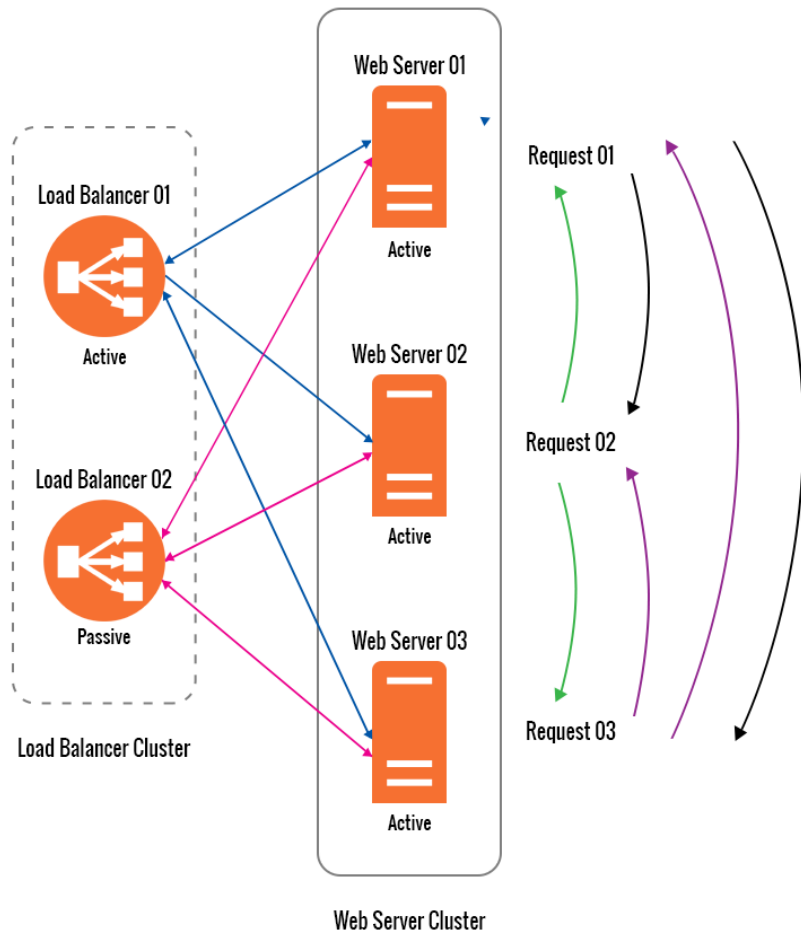 Web Server 01
Active
Load Balancer 01
Active
Load Balancer 02
Passive
Load Balancer Cluster
Web Server 02
Active
Web Server 03
Active
Web Server Cluster
Request 01
Request 02
Request 03